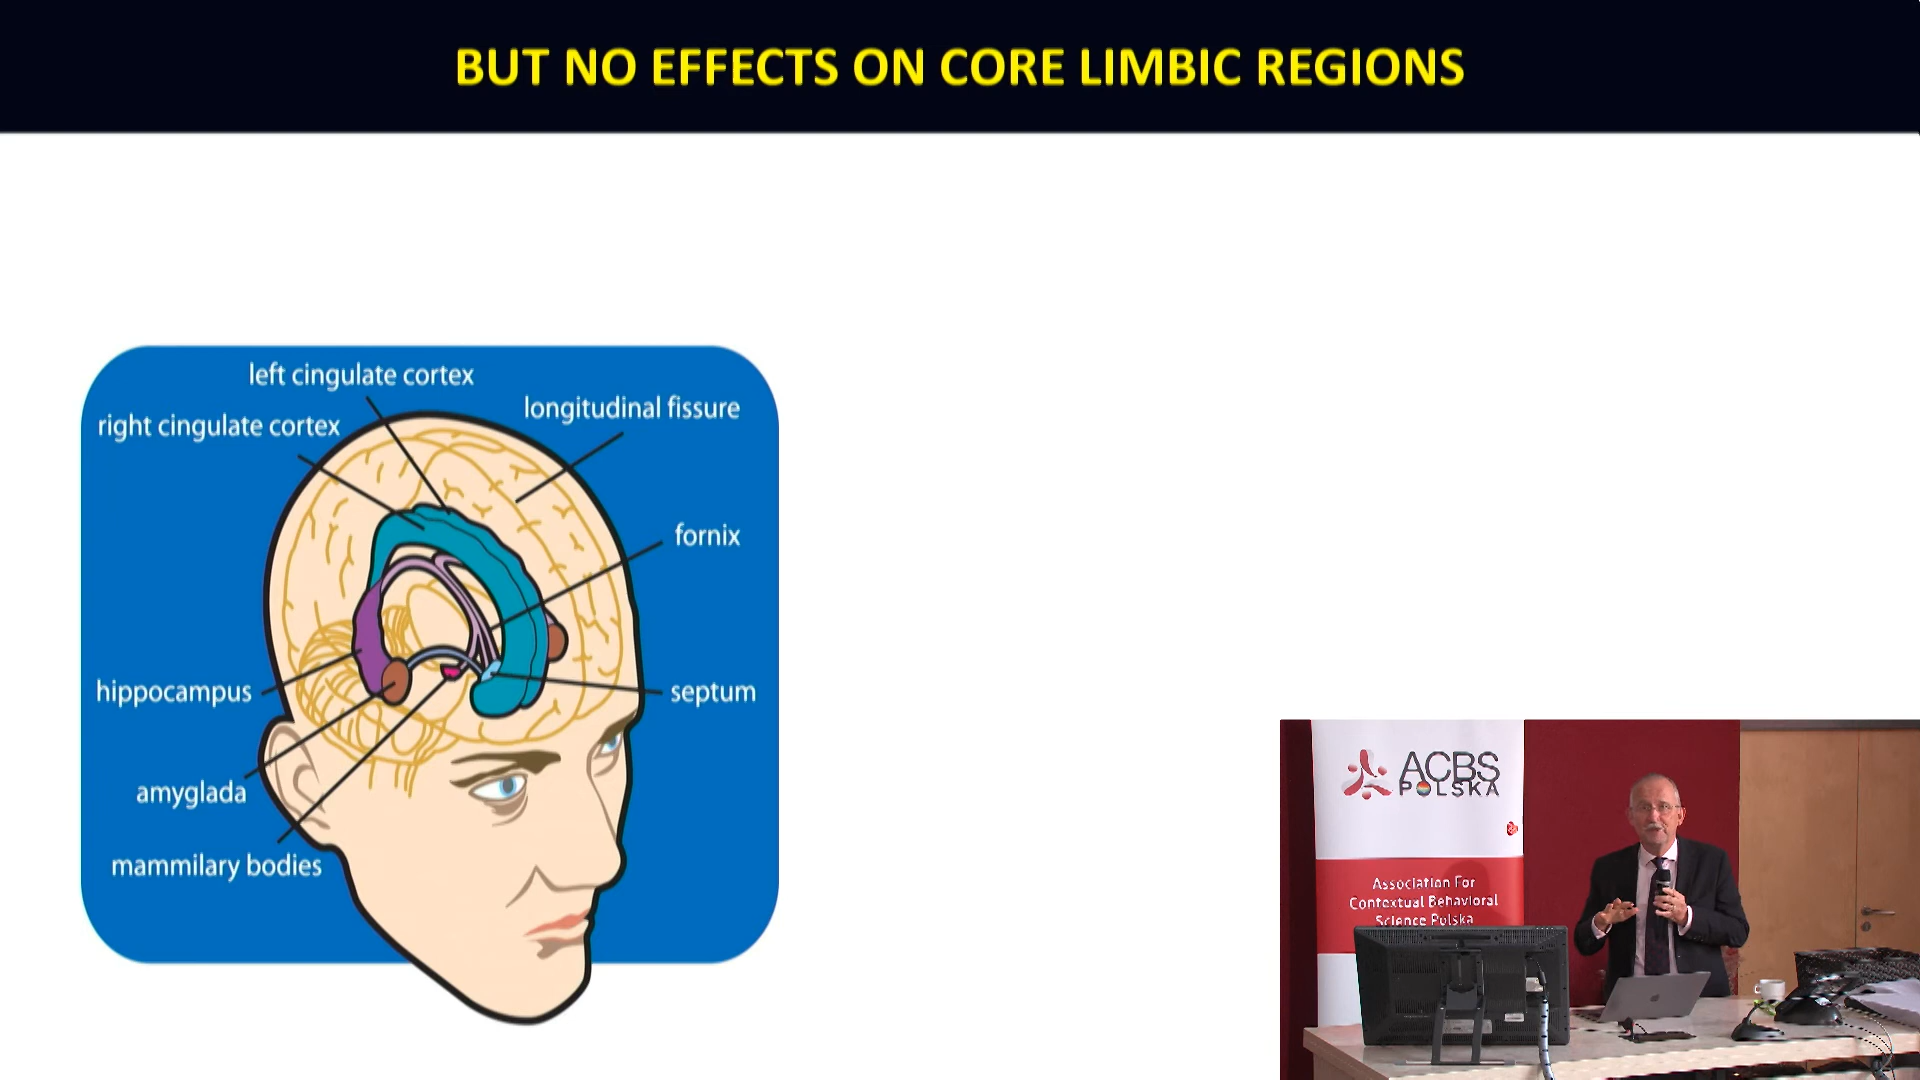 BUT NO EFFECTS ON CORE LIMBIC REGIONS
left cingulate cortex
longitudinal fissure
right cingulate cortex
fornix
hippocampus
septum
amyglada
mammilary bodies
ACBS
POLSKA
Association For
Contextual Behavioral
Science Polska